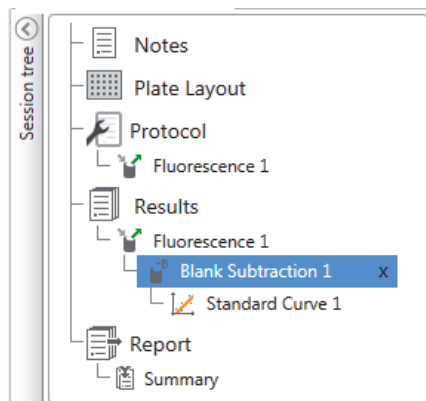 Session tree
Notes
Plate Layout
Protocol
Fluorescence 1
Results
Fluorescence 1
Blank Subtraction 1 x
Standard Curve 1
Report
Summary